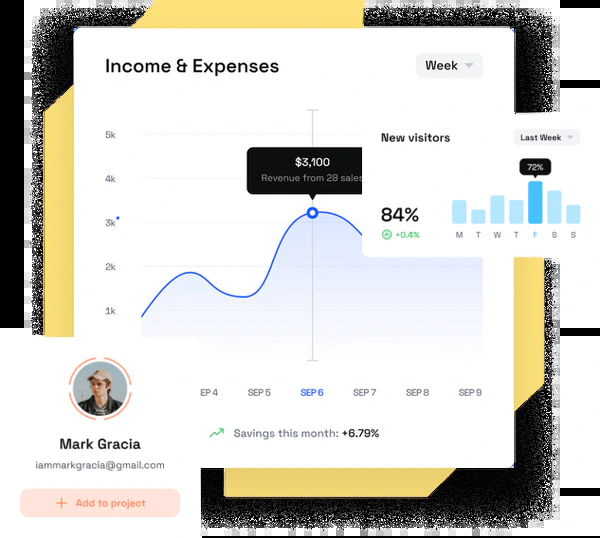 Income & Expenses
Week
5k
4k
3k
2k
1k
$3,100
Revenue from 28 sales
New visitors
Last Week
72%
84%
+0.4%
M T W T F S S
EP 4 SEP 5 SEP 6 SEP 7 SEP 8 SEP 9
Savings this month: +6.79%
Mark Gracia
iammarkgracia@gmail.com
+ Add to project